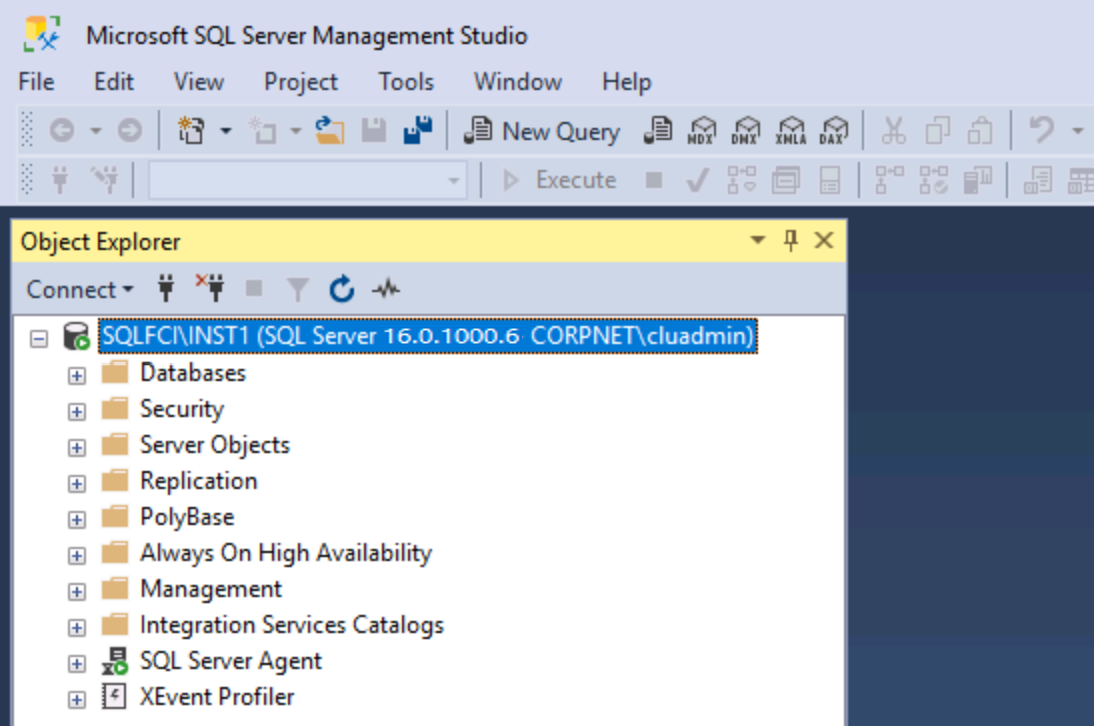 Microsoft SQL Server Management Studio
File Edit View Project Tools Window Help
New Query MDX DMX XMLA DAX
Execute
Object Explorer
Connect
SQLFCI\INST1 (SQL Server 16.0.1000.6 CORPNET\cluadmin)
Databases
Security
Server Objects
Replication
PolyBase
Always On High Availability
Management
Integration Services Catalogs
SQL Server Agent
XEvent Profiler